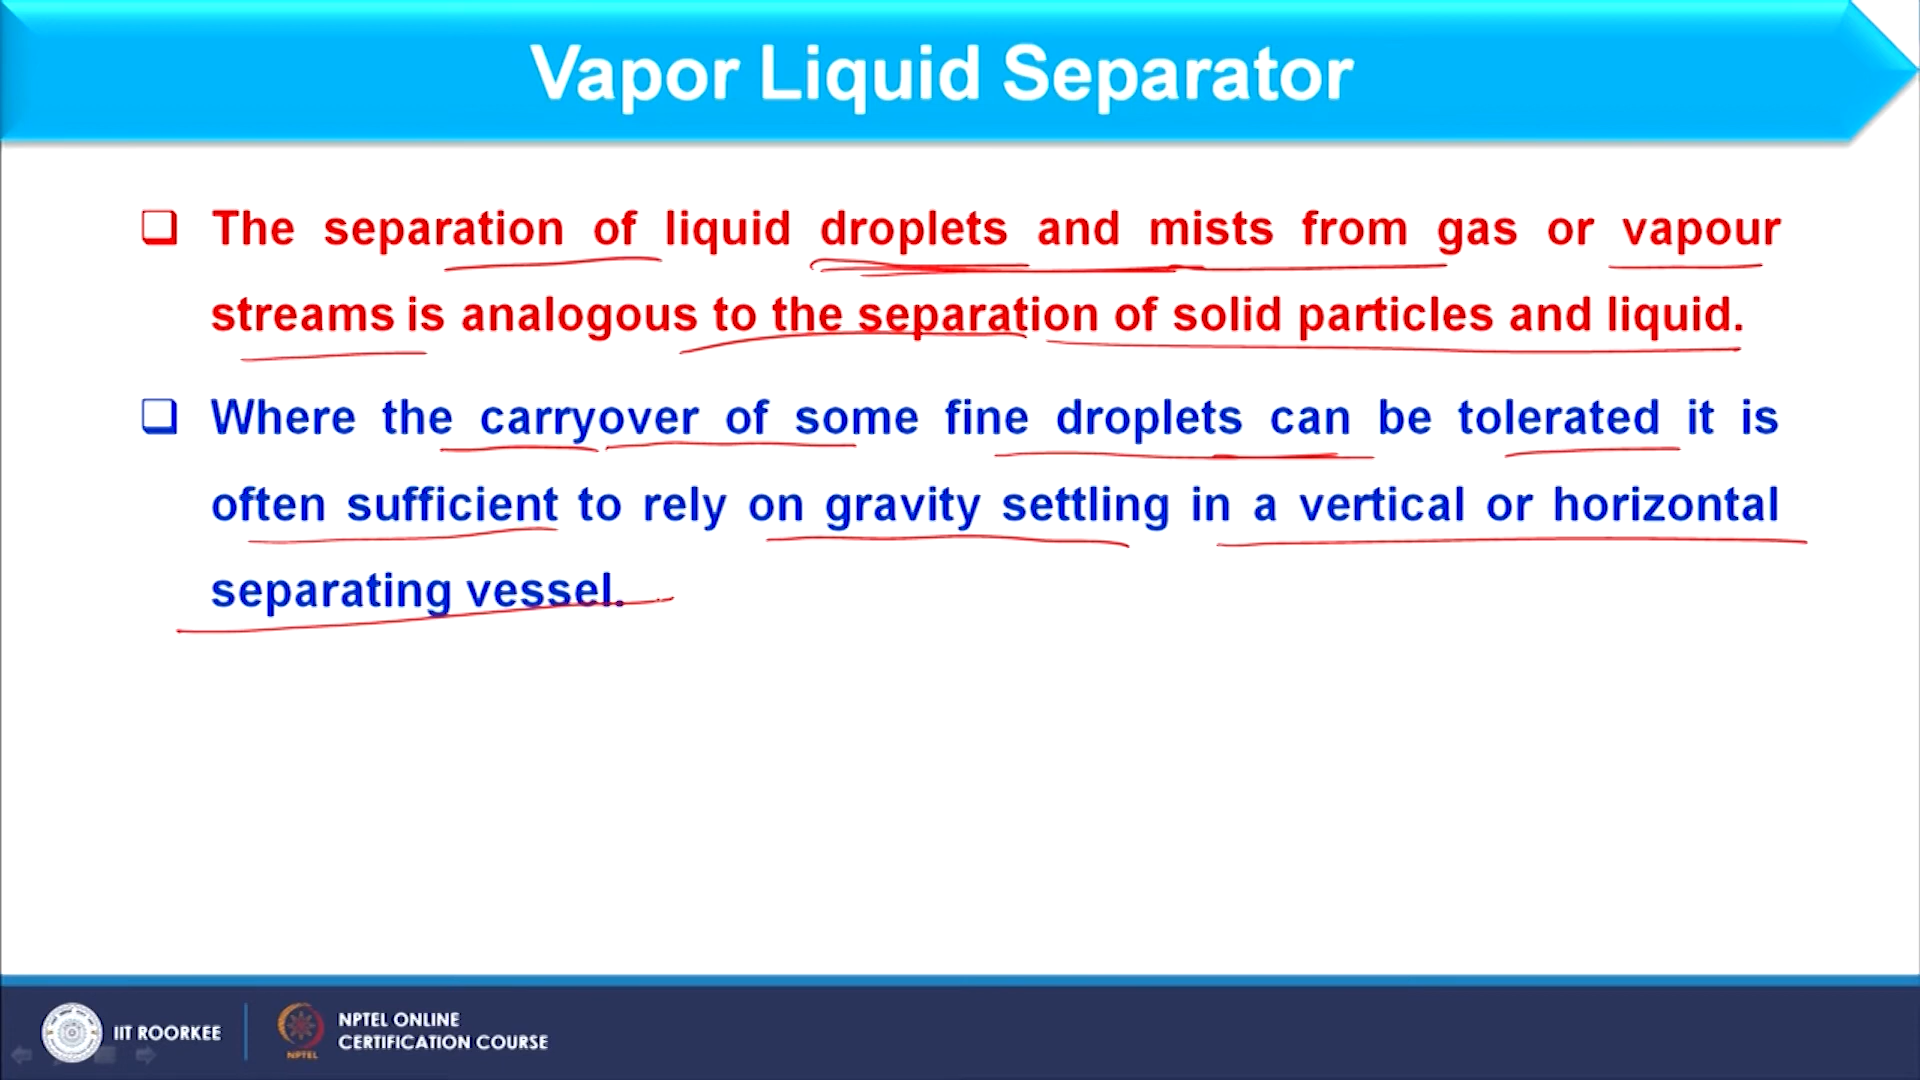 Vapor Liquid Separator
The separation of liquid droplets and mists from gas or vapour
streams is analogous to the separation of solid particles and liquid.
Where the carryover of some fine droplets can be tolerated it is
often sufficient to rely on gravity settling in a vertical or horizontal
separating vessel.
IIT ROORKEE
NPTEL
NPTEL ONLINE
CERTIFICATION COURSE